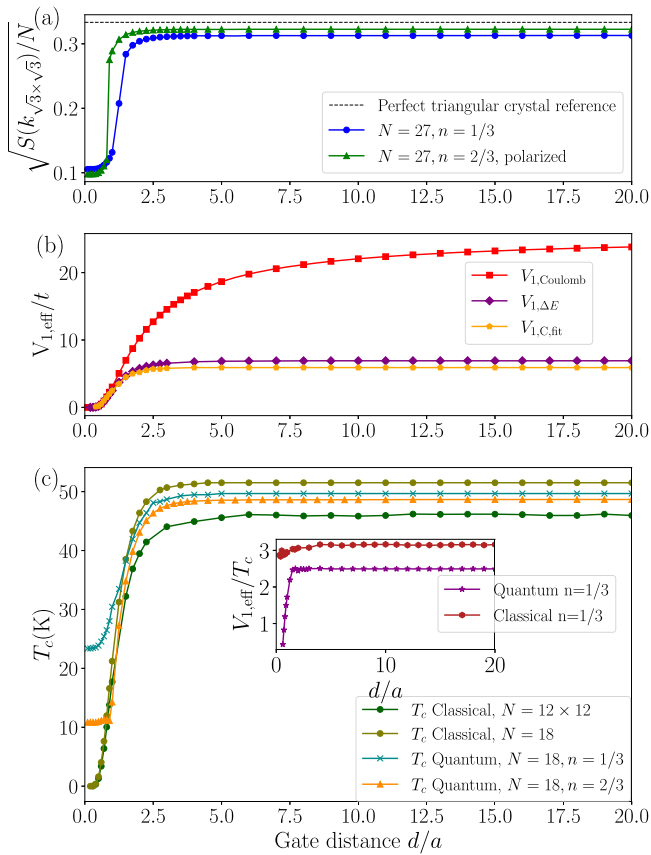 (a)
√S(k√3×√3)/N
0.3
0.2
0.1
Perfect triangular crystal reference
N = 27, n = 1/3
N = 27, n = 2/3, polarized
0.0 2.5 5.0 7.5 10.0 12.5 15.0 17.5 20.0
(b)
V1,eff/t
20
10
0
V1,Coulomb
V1,ΔE
V1,C,fit
0.0 2.5 5.0 7.5 10.0 12.5 15.0 17.5 20.0
(c)
Tc(K)
50
40
30
20
10
0
V1,eff/Tc
3
2
1
Quantum n=1/3
Classical n=1/3
0 10 20
d/a
Tc Classical, N = 12 × 12
Tc Classical, N = 18
Tc Quantum, N = 18, n = 1/3
Tc Quantum, N = 18, n = 2/3
0.0 2.5 5.0 7.5 10.0 12.5 15.0 17.5 20.0
Gate distance d/a